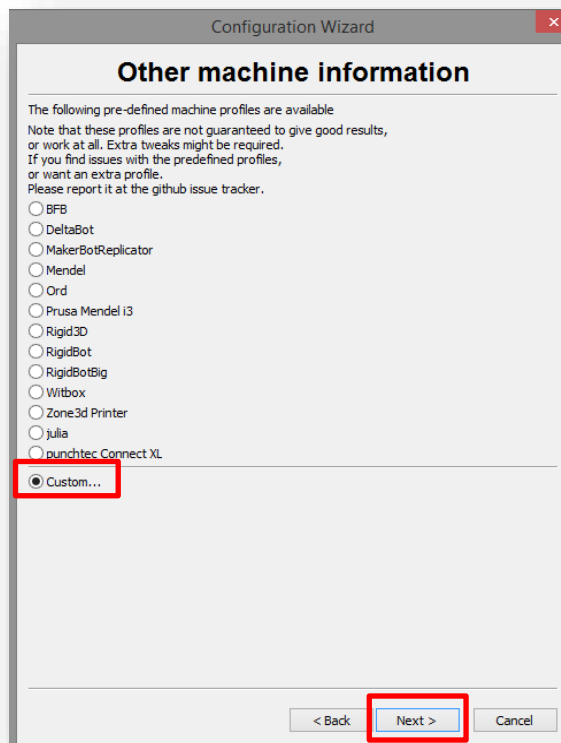 Configuration Wizard
Other machine information
The following pre-defined machine profiles are available
Note that these profiles are not guaranteed to give good results,
or work at all. Extra tweaks might be required.
If you find issues with the predefined profiles,
or want an extra profile.
Please report it at the github issue tracker.
BFB
DeltaBot
MakerBotReplicator
Mendel
Ord
Prusa Mendel i3
Rigid3D
RigidBot
RigidBotBig
Witbox
Zone3d Printer
julia
punchtec Connect XL
Custom...
< Back Next > Cancel